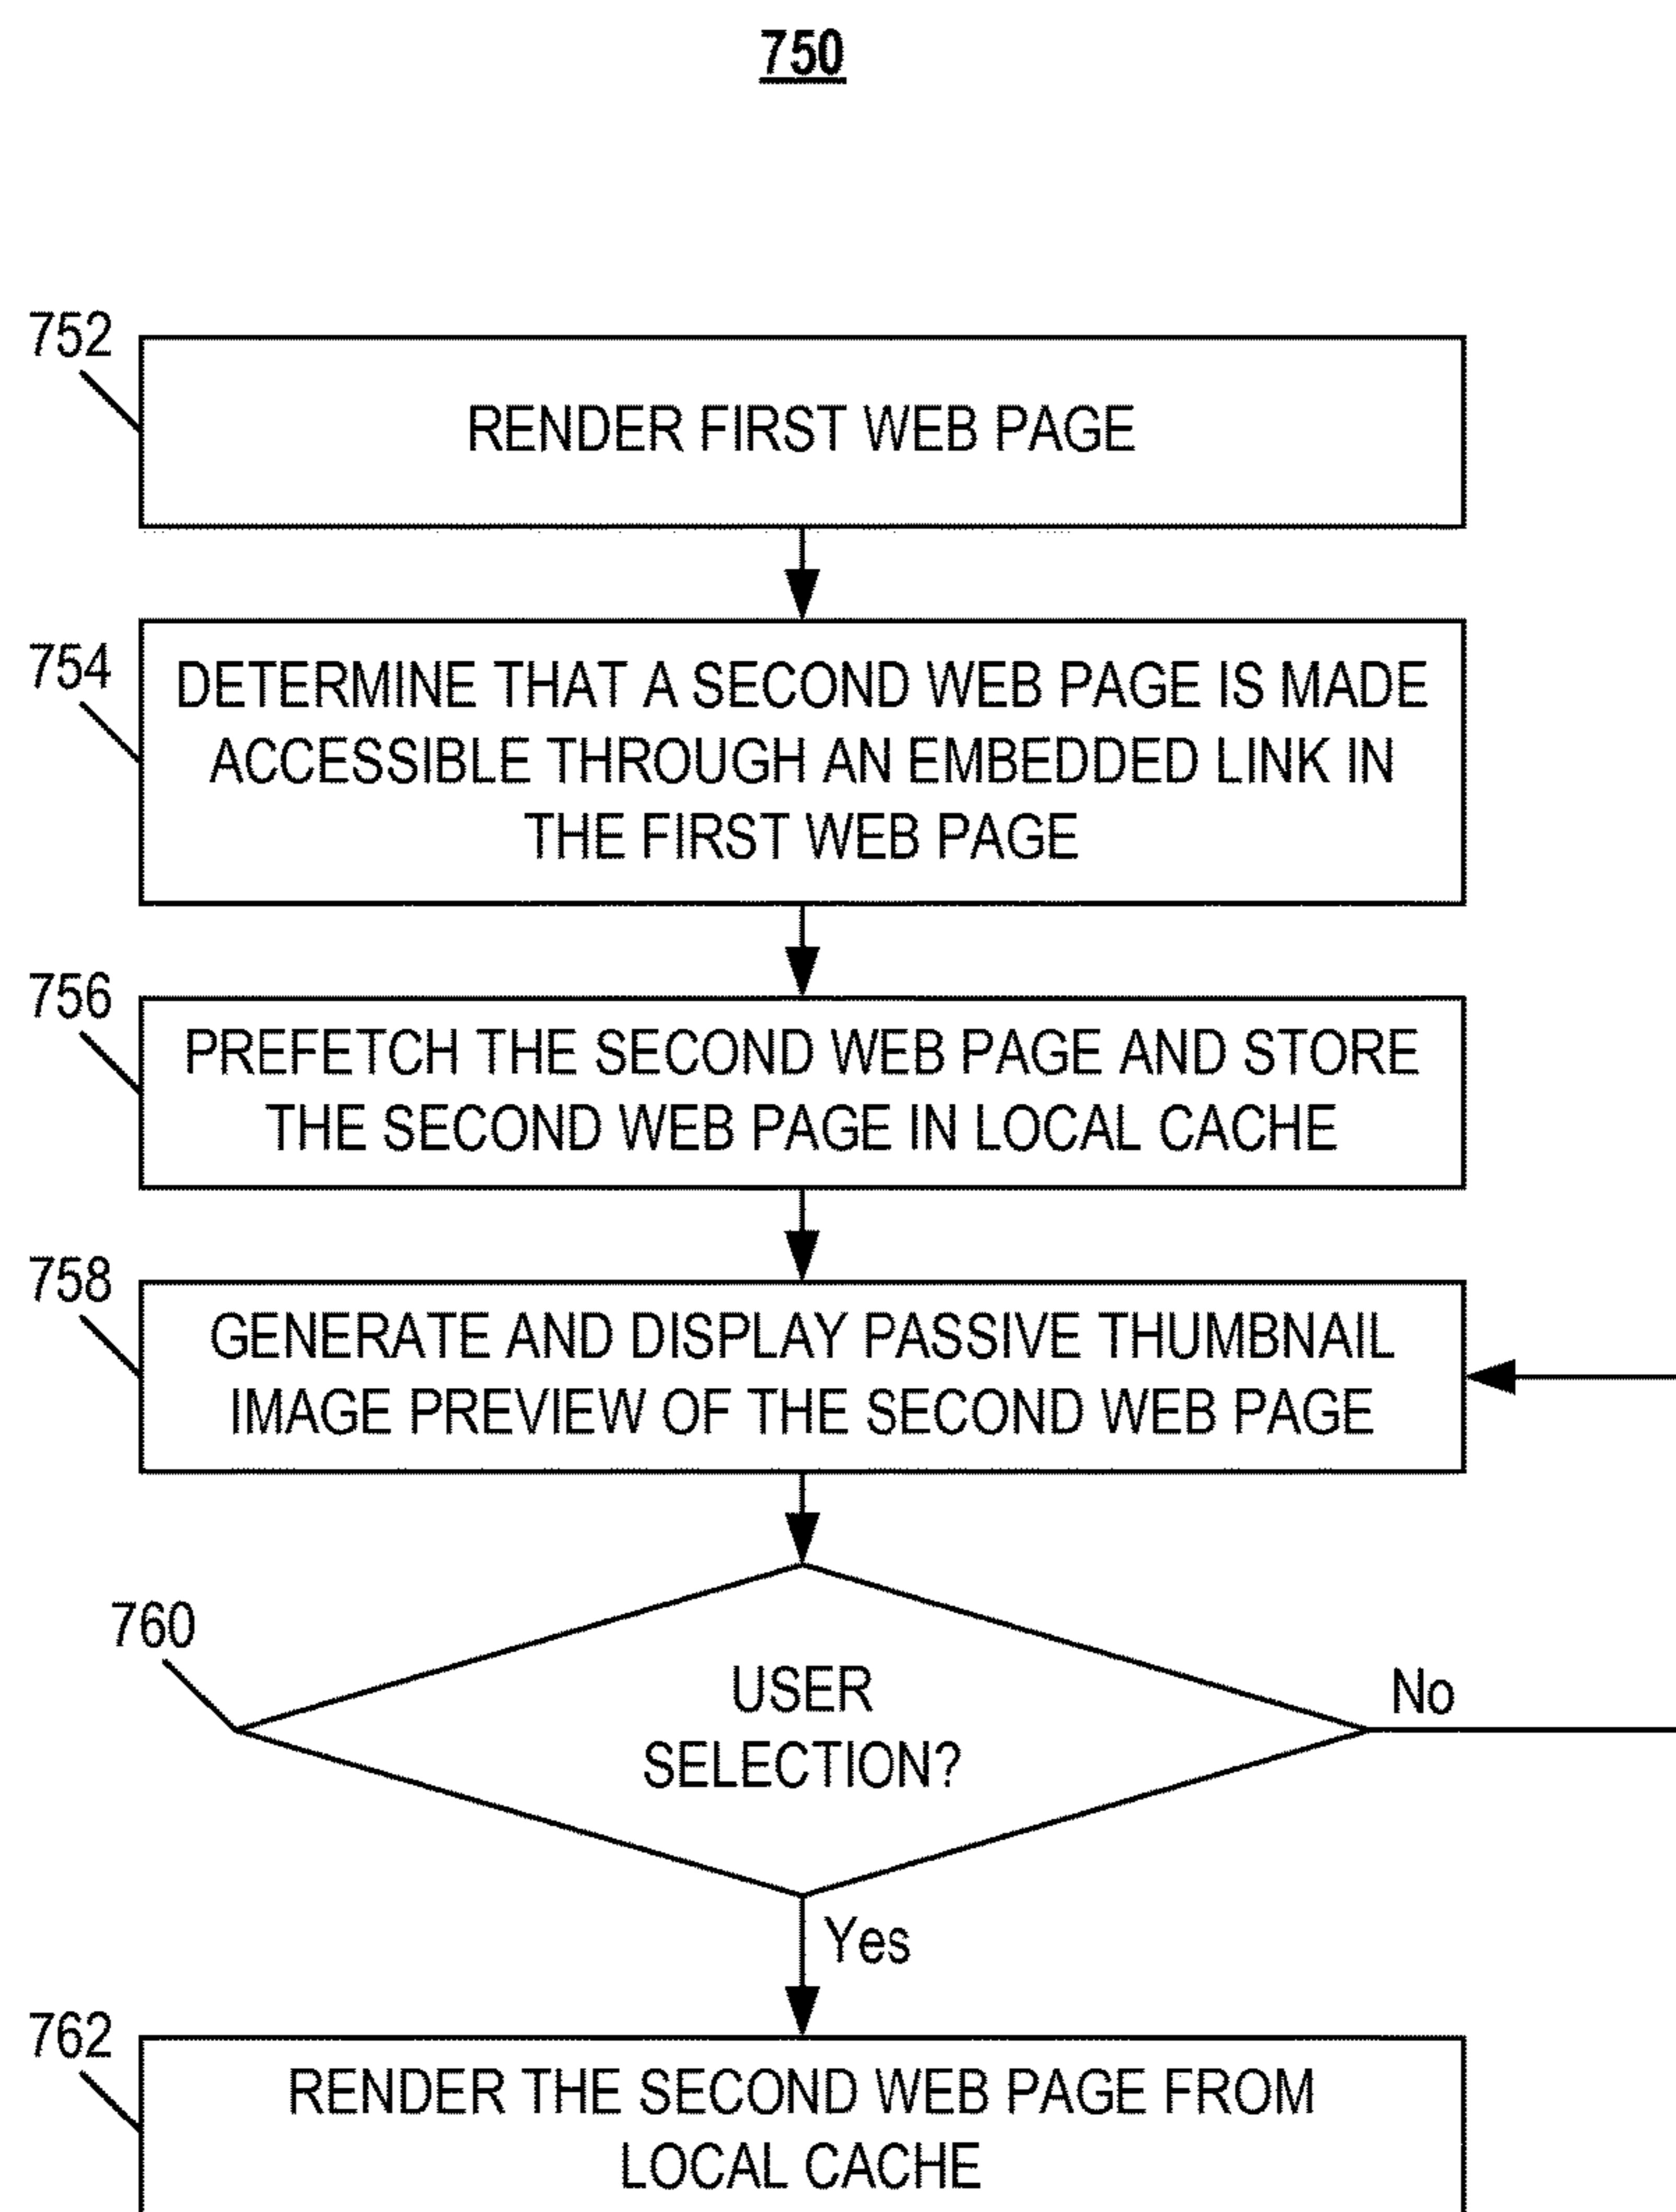 750
752
RENDER FIRST WEB PAGE
754
DETERMINE THAT A SECOND WEB PAGE IS MADE
ACCESSIBLE THROUGH AN EMBEDDED LINK IN
THE FIRST WEB PAGE
756
PREFETCH THE SECOND WEB PAGE AND STORE
THE SECOND WEB PAGE IN LOCAL CACHE
758
GENERATE AND DISPLAY PASSIVE THUMBNAIL
IMAGE PREVIEW OF THE SECOND WEB PAGE
760
USER
SELECTION?
No
Yes
762
RENDER THE SECOND WEB PAGE FROM
LOCAL CACHE